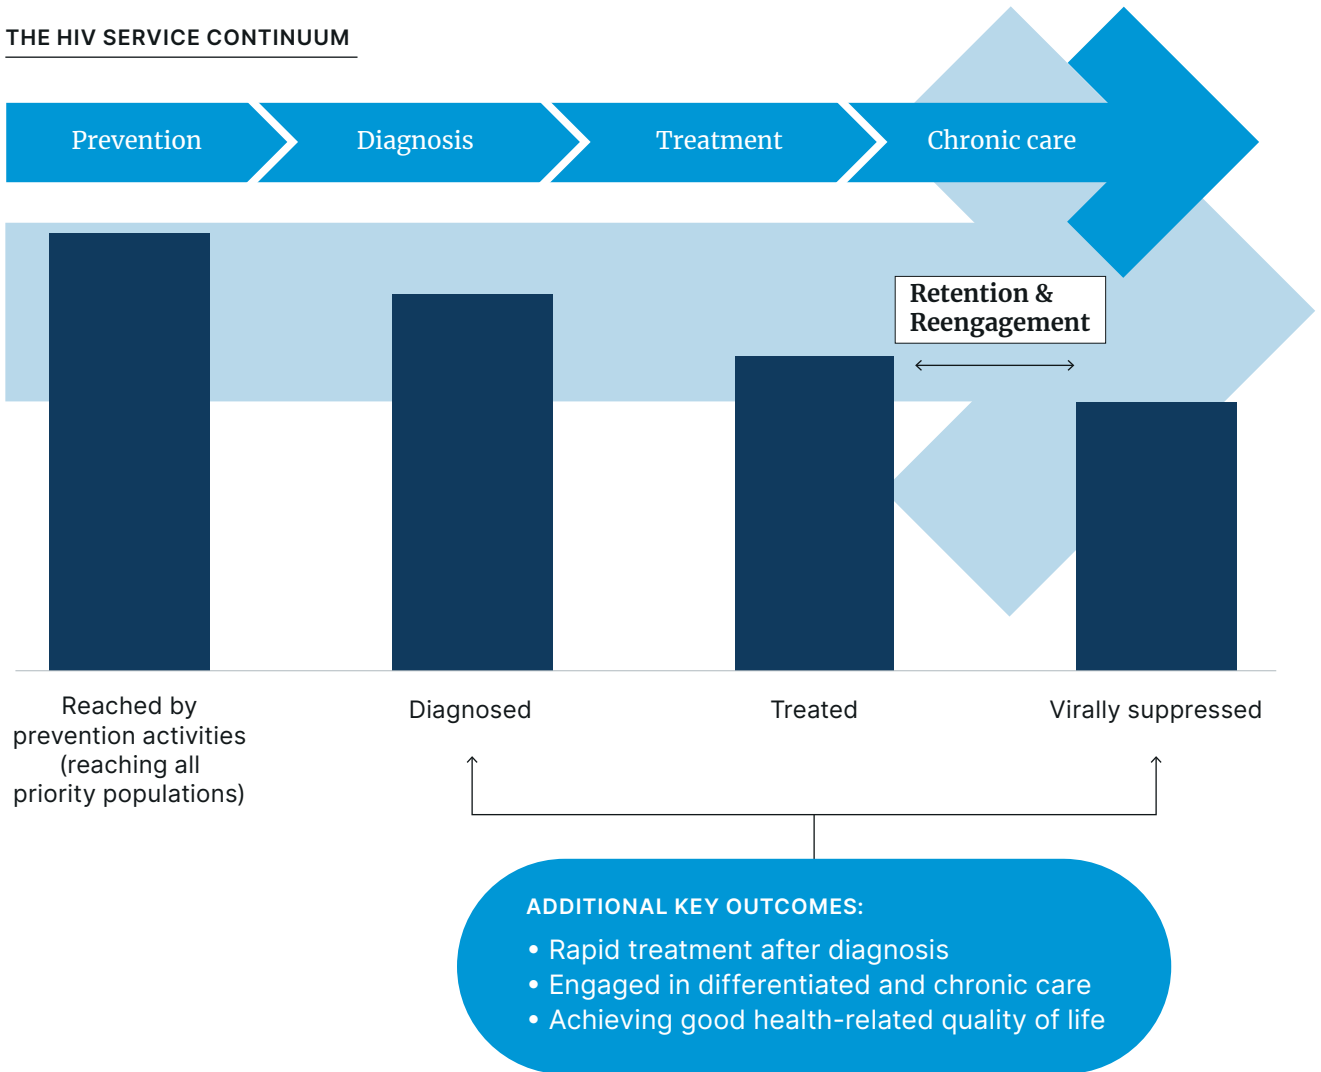 THE HIV SERVICE CONTINUUM
Prevention
Diagnosis
Treatment
Chronic care
Retention &
Reengagement
Reached by
prevention activities
(reaching all
priority populations)
Diagnosed
Treated
Virally suppressed
ADDITIONAL KEY OUTCOMES:
• Rapid treatment after diagnosis
• Engaged in differentiated and chronic care
• Achieving good health-related quality of life